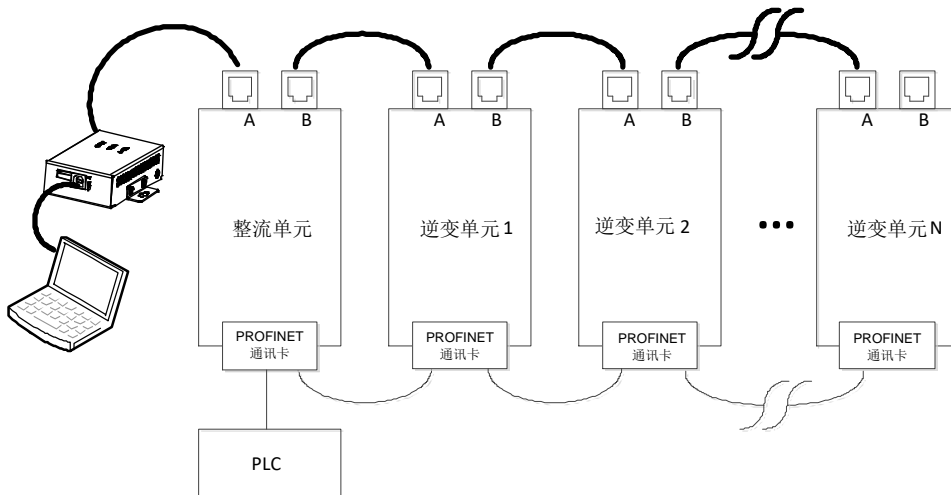 A B A B A B A B
整流单元 逆变单元 1 逆变单元 2 逆变单元 N
PROFINET PROFINET PROFINET PROFINET
通讯卡 通讯卡 通讯卡 通讯卡
PLC